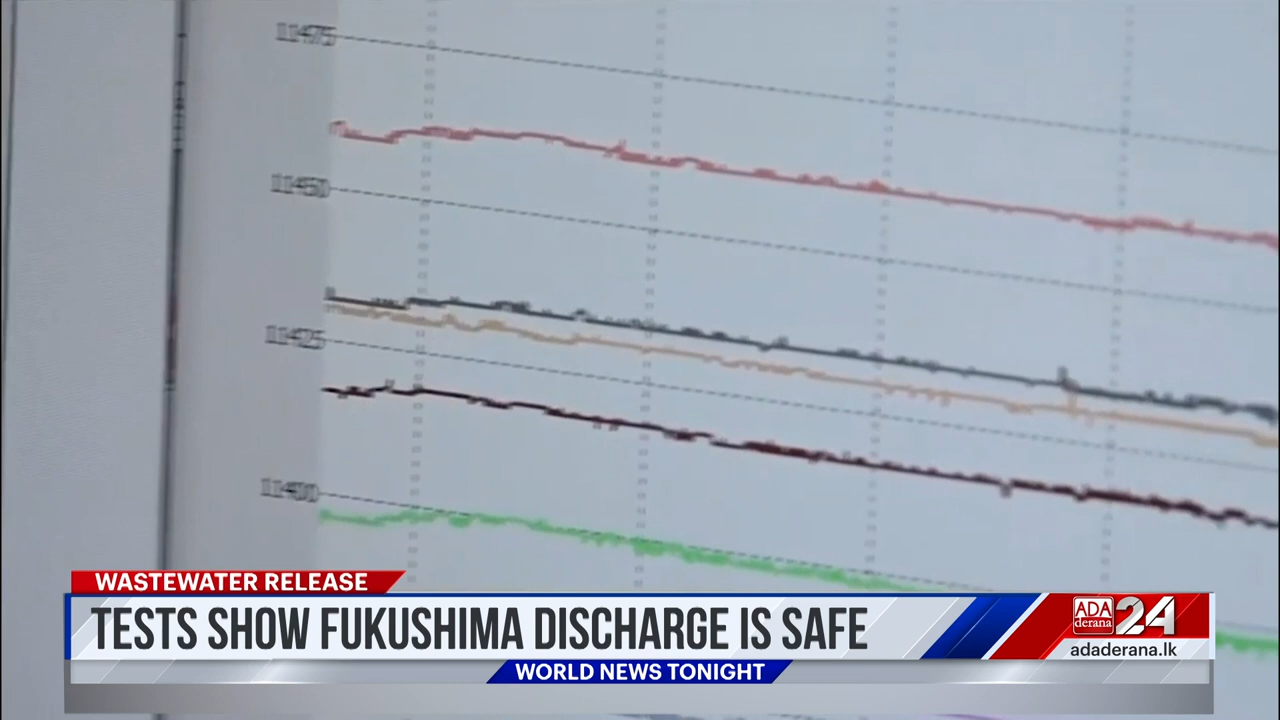 11475
11450
11425
11400
WASTEWATER RELEASE
TESTS SHOW FUKUSHIMA DISCHARGE IS SAFE
ADA
derana
24
adaderana.lk
WORLD NEWS TONIGHT